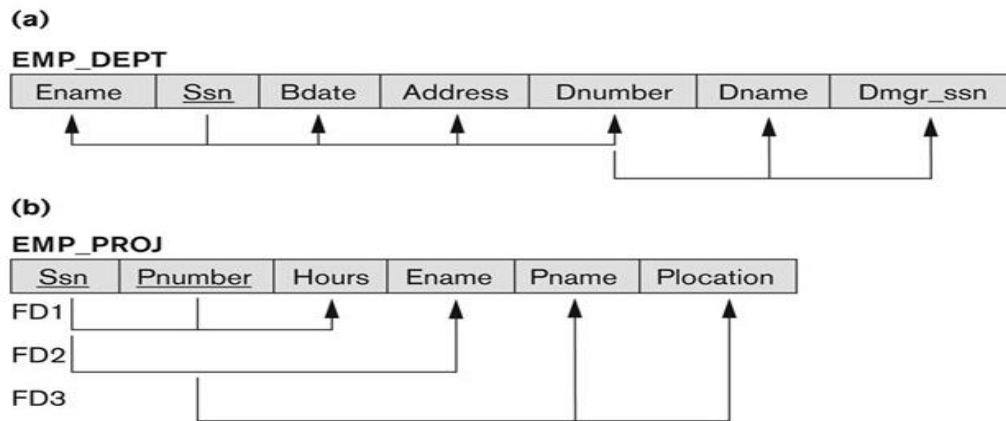 (a)
EMP_DEPT
Ename Ssn Bdate Address Dnumber Dname Dmgr_ssn
(b)
EMP_PROJ
Ssn Pnumber Hours Ename Pname Plocation
FD1
FD2
FD3